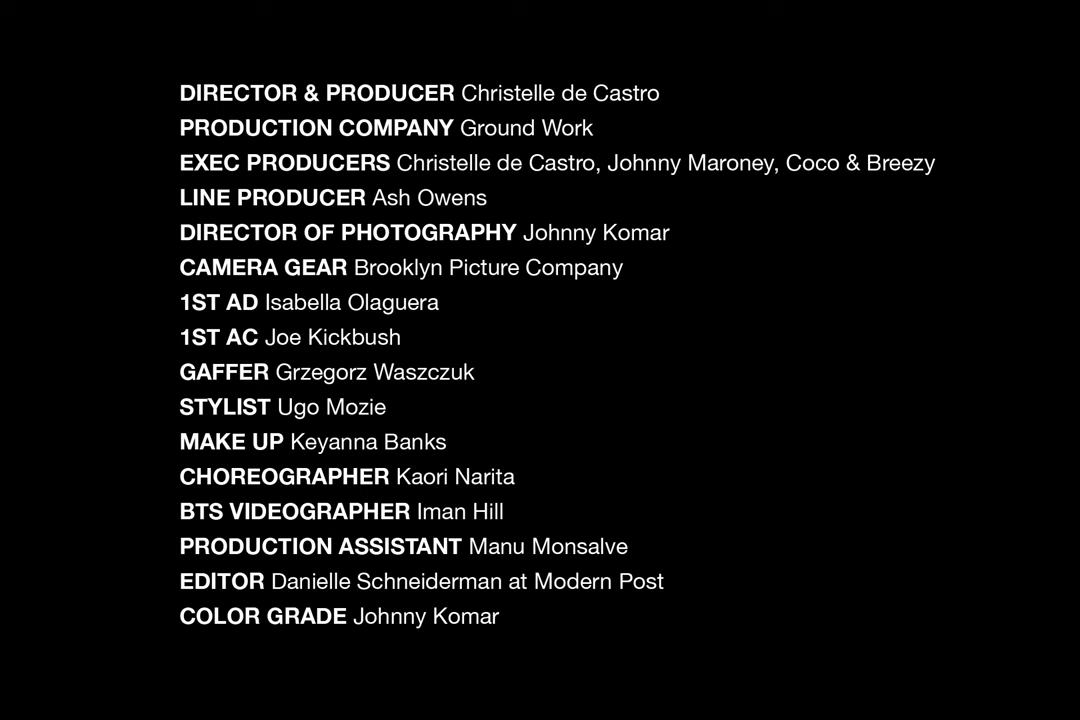 DIRECTOR & PRODUCER Christelle de Castro
PRODUCTION COMPANY Ground Work
EXEC PRODUCERS Christelle de Castro, Johnny Maroney, Coco & Breezy
LINE PRODUCER Ash Owens
DIRECTOR OF PHOTOGRAPHY Johnny Komar
CAMERA GEAR Brooklyn Picture Company
1ST AD Isabella Olaguera
1ST AC Joe Kickbush
GAFFER Grzegorz Waszczuk
STYLIST Ugo Mozie
MAKE UP Keyanna Banks
CHOREOGRAPHER Kaori Narita
BTS VIDEOGRAPHER Iman Hill
PRODUCTION ASSISTANT Manu Monsalve
EDITOR Danielle Schneiderman at Modern Post
COLOR GRADE Johnny Komar